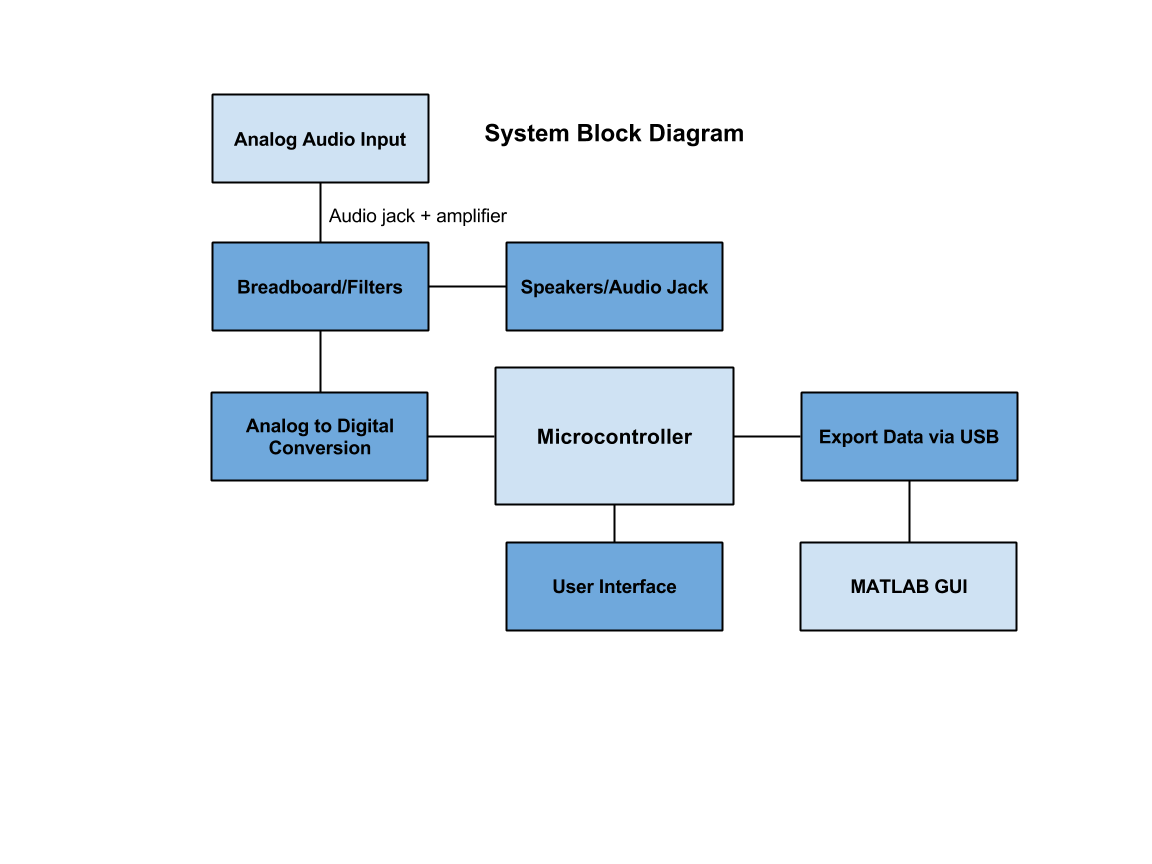 Analog Audio Input
System Block Diagram
Audio jack + amplifier
Breadboard/Filters
Speakers/Audio Jack
Analog to Digital
Conversion
Microcontroller
Export Data via USB
User Interface
MATLAB GUI